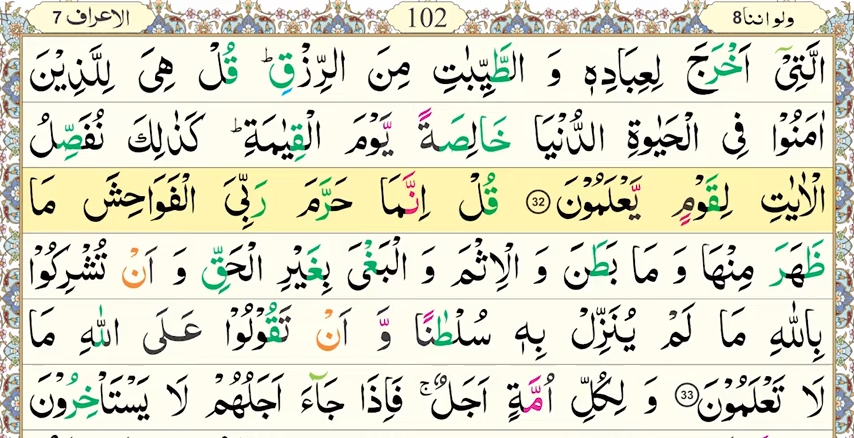 ولو اننا 8 102 الاعراف 7
الَّتِیْۤ اَخْرَجَ لِعِبَادِهٖ وَ الطَّیِّبٰتِ مِنَ الرِّزْقِؕ قُلْ هِیَ لِلَّذِیْنَ
اٰمَنُوْا فِی الْحَیٰوةِ الدُّنْیَا خَالِصَةً یَّوْمَ الْقِیٰمَةِؕ كَذٰلِكَ نُفَصِّلُ
الْاٰیٰتِ لِقَوْمٍ یَّعْلَمُوْنَ 32 قُلْ اِنَّمَا حَرَّمَ رَبِّیَ الْفَوَاحِشَ مَا
ظَهَرَ مِنْهَا وَ مَا بَطَنَ وَ الْاِثْمَ وَ الْبَغْیَ بِغَیْرِ الْحَقِّ وَ اَنْ تُشْرِكُوْا
بِاللّٰهِ مَا لَمْ یُنَزِّلْ بِهٖ سُلْطٰنًا وَّ اَنْ تَقُوْلُوْا عَلَی اللّٰهِ مَا
لَا تَعْلَمُوْنَ 33 وَ لِكُلِّ اُمَّةٍ اَجَلٌۚ فَاِذَا جَآءَ اَجَلُهُمْ لَا یَسْتَاْخِرُوْنَ